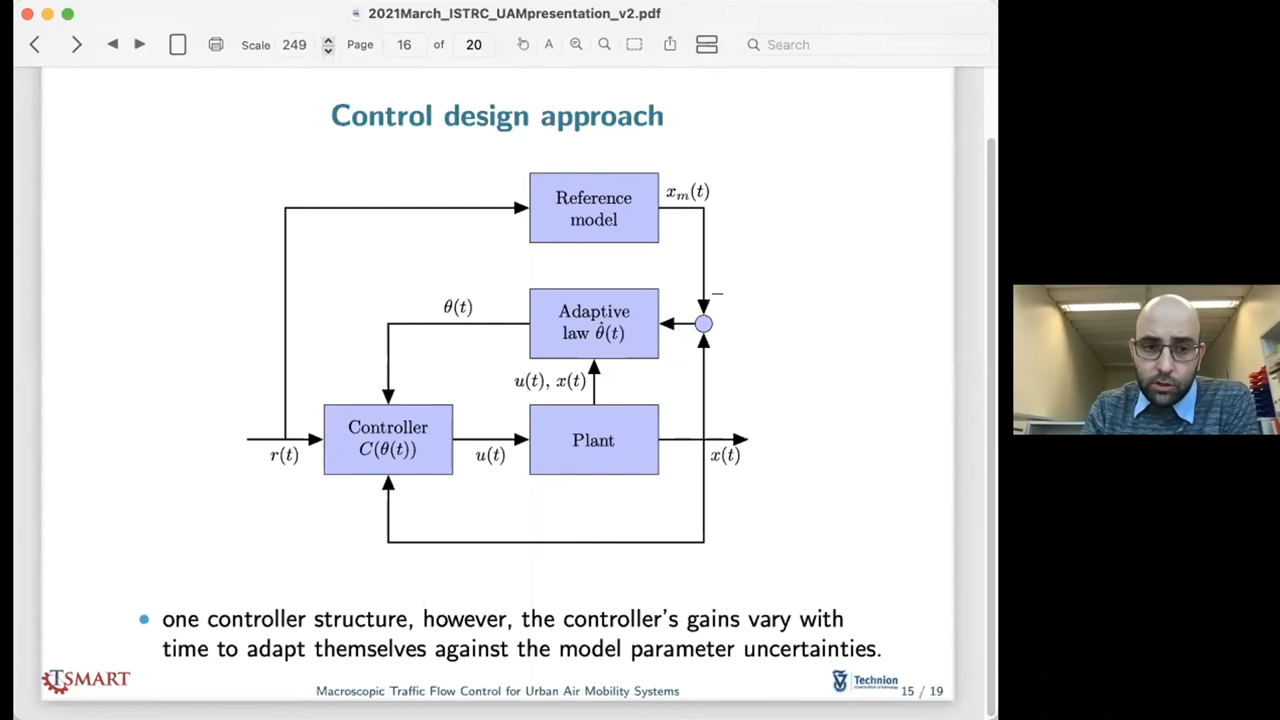 2021March_ISTRC_UAMpresentation_v2.pdf
Scale 249 Page 16 of 20 A Search
Control design approach
Reference
model
xₘ(t)
−
θ(t)
Adaptive
law θ̇(t)
u(t), x(t)
Controller
C(θ(t))
Plant
r(t)
u(t)
x(t)
• one controller structure, however, the controller's gains vary with
time to adapt themselves against the model parameter uncertainties.
TSMART
Macroscopic Traffic Flow Control for Urban Air Mobility Systems
Technion
15 / 19